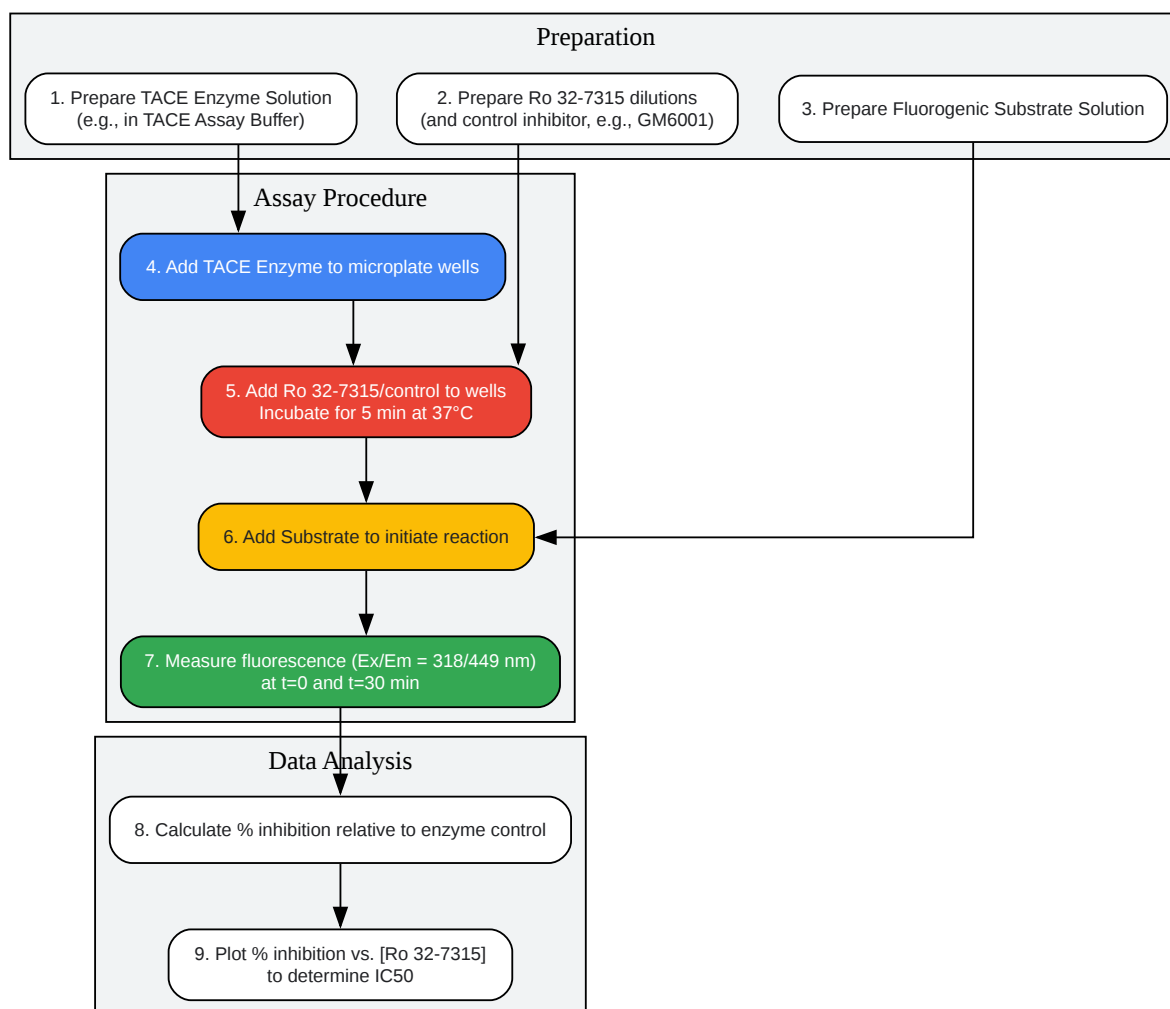 Preparation
1. Prepare TACE Enzyme Solution
(e.g., in TACE Assay Buffer)
2. Prepare Ro 32-7315 dilutions
(and control inhibitor, e.g., GM6001)
3. Prepare Fluorogenic Substrate Solution
Assay Procedure
4. Add TACE Enzyme to microplate wells
5. Add Ro 32-7315/control to wells
Incubate for 5 min at 37°C
6. Add Substrate to initiate reaction
7. Measure fluorescence (Ex/Em = 318/449 nm)
at t=0 and t=30 min
Data Analysis
8. Calculate % inhibition relative to enzyme control
9. Plot % inhibition vs. [Ro 32-7315]
to determine IC50